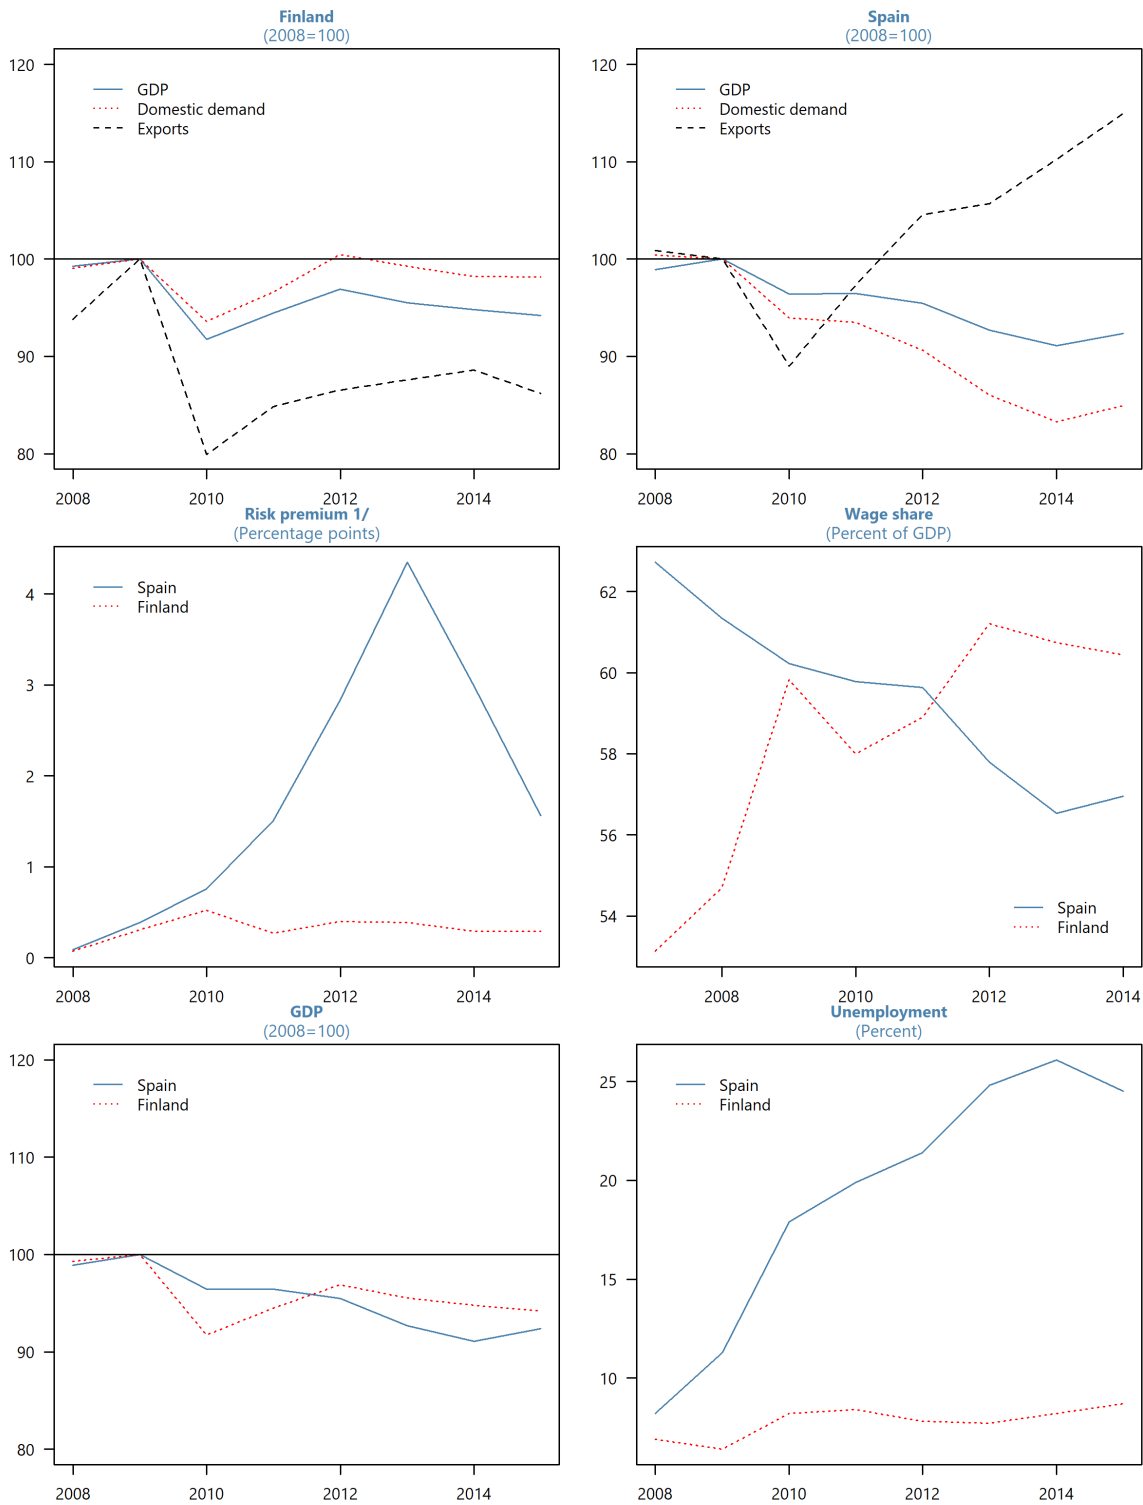 Finland
(2008=100)
120
110
100
90
80
GDP
Domestic demand
Exports
2008 2010 2012 2014
Spain
(2008=100)
120
110
100
90
80
GDP
Domestic demand
Exports
2008 2010 2012 2014
Risk premium 1/
(Percentage points)
4
3
2
1
0
Spain
Finland
2008 2010 2012 2014
Wage share
(Percent of GDP)
62
60
58
56
54
Spain
Finland
2008 2010 2012 2014
GDP
(2008=100)
120
110
100
90
80
Spain
Finland
2008 2010 2012 2014
Unemployment
(Percent)
25
20
15
10
Spain
Finland
2008 2010 2012 2014